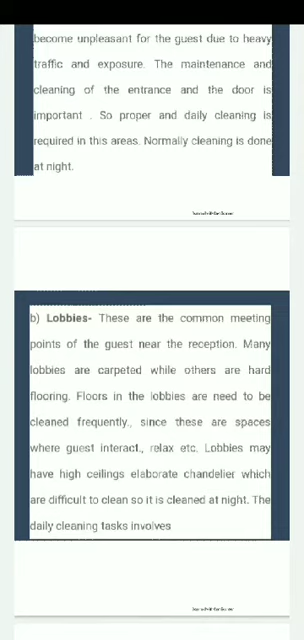 become unpleasant for the guest due to heavy
traffic and exposure. The maintenance and
cleaning of the entrance and the door is
important . So proper and daily cleaning is
required in this areas. Normally cleaning is done
at night.
b) Lobbies- These are the common meeting
points of the guest near the reception. Many
lobbies are carpeted while others are hard
flooring. Floors in the lobbies are need to be
cleaned frequently., since these are spaces
where guest interact., relax etc. Lobbies may
have high ceilings elaborate chandelier which
are difficult to clean so it is cleaned at night. The
daily cleaning tasks involves